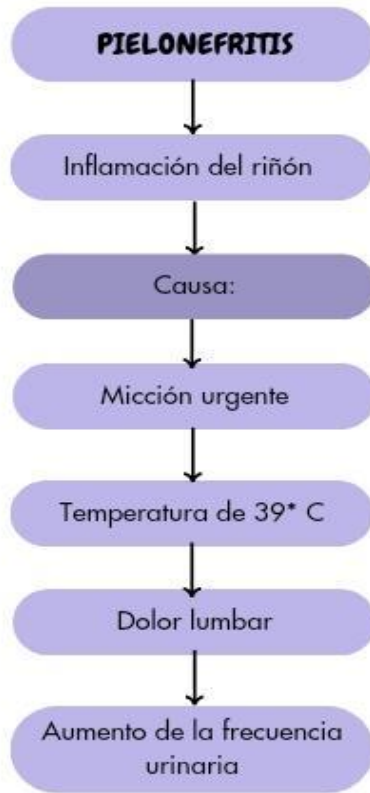 PIELONEFRITIS
Inflamación del riñón
Causa:
Micción urgente
Temperatura de 39* C
Dolor lumbar
Aumento de la frecuencia
urinaria